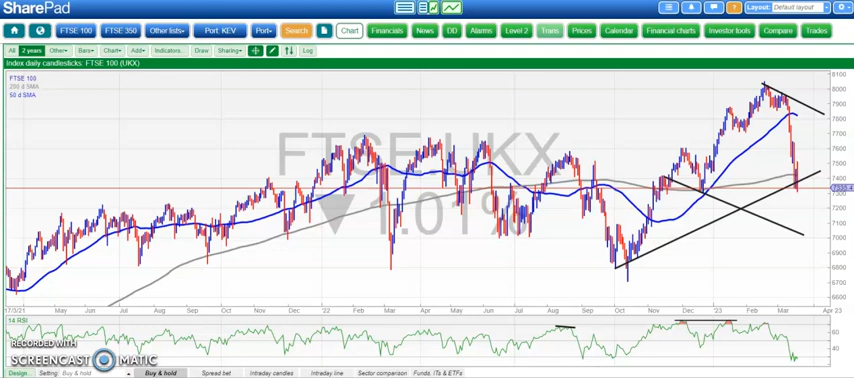 SharePad
Layout: Default layout
FTSE 100 FTSE 350 Other lists Port: KEV Port Search Chart Financials News DD Alarms Level 2 Trans Prices Calendar Financial charts Investor tools Compare Trades
All 2 years Other Bars Chart Add Indicators... Draw Sharing Log
Index daily candlesticks: FTSE 100 (UKX)
FTSE 100
200 d SMA
50 d SMA
FTSE UKX
▼1.01%
8100
8000
7900
7800
7700
7600
7500
7400
7335.4
7300
7200
7100
7000
6900
6800
6700
6600
17/3/21 May Jun Jul Aug Sep Oct Nov Dec '22 Feb Mar Apr May Jun Jul Aug Sep Oct Nov Dec '23 Feb Mar Apr 23
14 RSI
60
40
RECORDED WITH
SCREENCAST MATIC
Design... Setting: Buy & hold Buy & hold Spread bet Intraday candles Intraday line Sector comparison Funds, ITs & ETFs